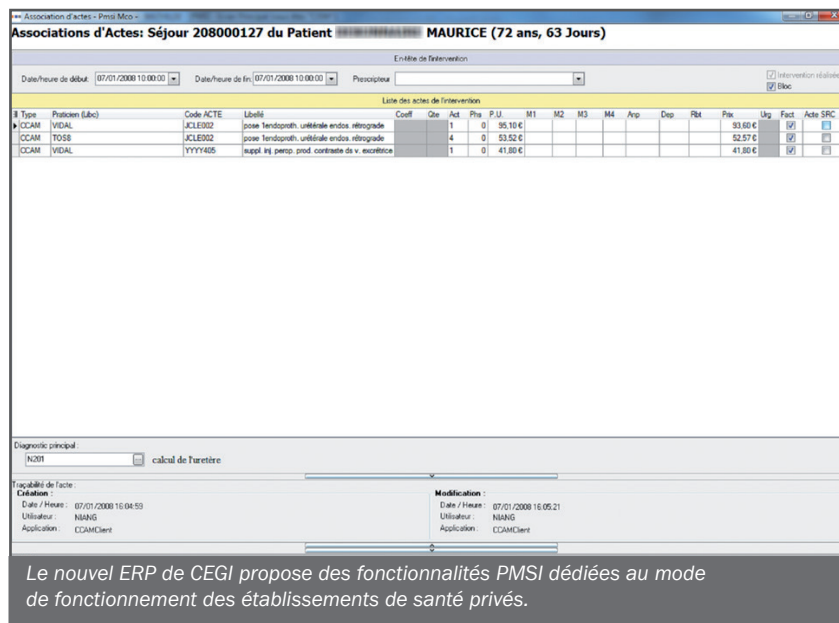 Association d'actes - Pmsi Mco -
Associations d'Actes: Séjour 208000127 du Patient MAURICE (72 ans, 63 Jours)
En-tête de l'intervention
Date/heure de début: 07/01/2008 10:00:00 Date/heure de fin 07/01/2008 10:00:00 Prescripteur Intervention réalisée
Bloc
Liste des actes de l'intervention
Type Praticien (Libc) Code ACTE Libellé Coeff Qte Act Pha P.U. M1 M2 M3 M4 Anp Dep Rbt Prix Urg Fact Acte SRC
CCAM VIDAL JCLE002 pose 1endoproth. urétérale endos. rétrograde 1 0 95,10 € 93,60 €
CCAM TOSS JCLE002 pose 1endoproth. urétérale endos. rétrograde 4 0 53,52 € 52,57 €
CCAM VIDAL YYYY405 suppl. inj. perop. prod. contraste ds v. excrétrice 1 0 41,80 € 41,80 €
Diagnostic principal :
N201 calcul de l'uretère
Traçabilité de l'acte :
Création : Modification :
Date / Heure : 07/01/2008 16:04:59 Date / Heure : 07/01/2008 16:05:21
Utilisateur : NIANG Utilisateur : NIANG
Application : CCAMClient Application : CCAMClient
Le nouvel ERP de CEGI propose des fonctionnalités PMSI dédiées au mode
de fonctionnement des établissements de santé privés.